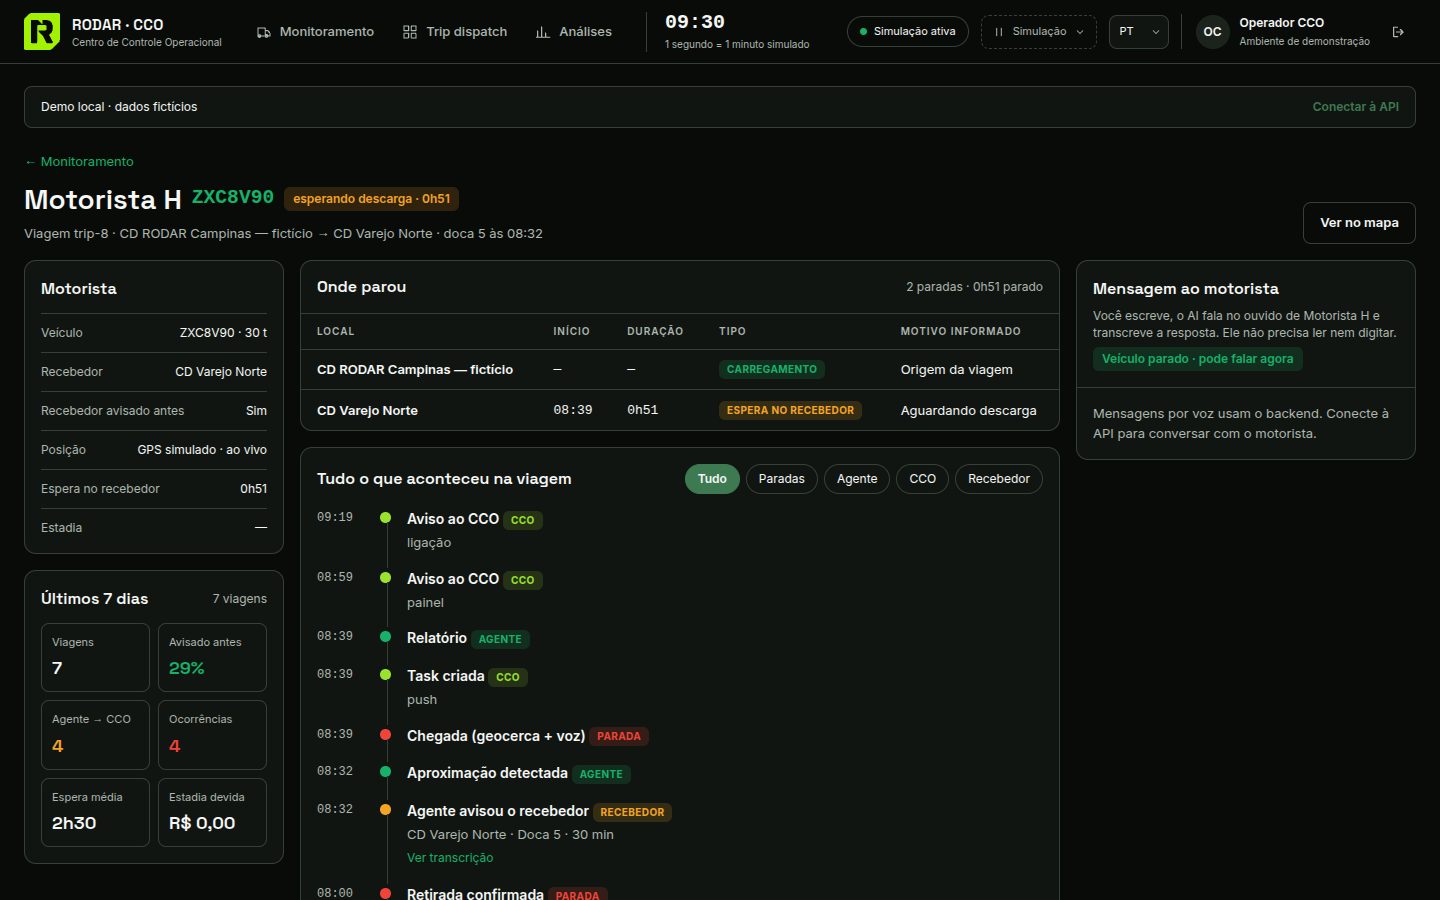 RODAR · CCO
Centro de Controle Operacional
Monitoramento
Trip dispatch
Análises
09:30
1 segundo = 1 minuto simulado
Simulação ativa
Simulação
PT
OC
Operador CCO
Ambiente de demonstração
Demo local · dados fictícios
Conectar à API
← Monitoramento
Motorista H ZXC8V90 esperando descarga · 0h51
Viagem trip-8 · CD RODAR Campinas — fictício → CD Varejo Norte · doca 5 às 08:32
Ver no mapa
Motorista
Veículo ZXC8V90 · 30 t
Recebedor CD Varejo Norte
Recebedor avisado antes Sim
Posição GPS simulado · ao vivo
Espera no recebedor 0h51
Estadia —
Últimos 7 dias 7 viagens
Viagens
7
Avisado antes
29%
Agente → CCO
4
Ocorrências
4
Espera média
2h30
Estadia devida
R$ 0,00
Onde parou 2 paradas · 0h51 parado
LOCAL INÍCIO DURAÇÃO TIPO MOTIVO INFORMADO
CD RODAR Campinas — fictício — — CARREGAMENTO Origem da viagem
CD Varejo Norte 08:39 0h51 ESPERA NO RECEBEDOR Aguardando descarga
Tudo o que aconteceu na viagem
Tudo Paradas Agente CCO Recebedor
09:19 Aviso ao CCO CCO
ligação
08:59 Aviso ao CCO CCO
painel
08:39 Relatório AGENTE
08:39 Task criada CCO
push
08:39 Chegada (geocerca + voz) PARADA
08:32 Aproximação detectada AGENTE
08:32 Agente avisou o recebedor RECEBEDOR
CD Varejo Norte · Doca 5 · 30 min
Ver transcrição
08:00 Retirada confirmada PARADA
Mensagem ao motorista
Você escreve, o AI fala no ouvido de Motorista H e
transcreve a resposta. Ele não precisa ler nem digitar.
Veículo parado · pode falar agora
Mensagens por voz usam o backend. Conecte à
API para conversar com o motorista.